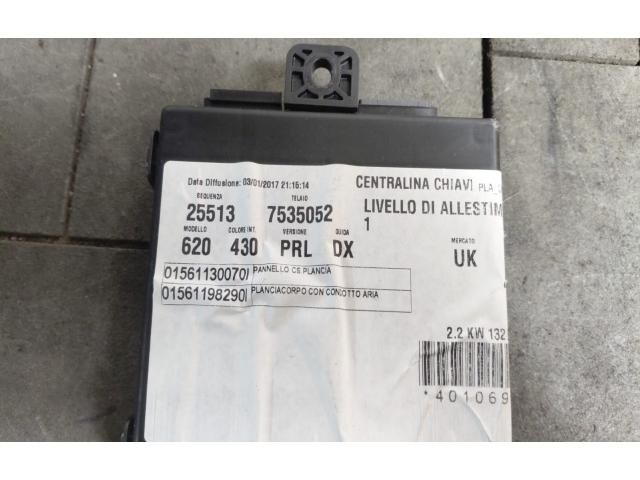 Data Diffusione: 03/01/2017 21:15:14
CENTRALINA CHIAVI
SEQUENZA TELAIO
25513 7535052
LIVELLO DI ALLESTIM
1
MODELLO COLORE INT. VERSIONE GUIDA
620 430 PRL DX
MERCATO
UK
01561130070 PANNELLO C6 PLANCIA
01561198290 PLANCIACORPO CON CONDOTTO ARIA
2.2 KW 132
*401069